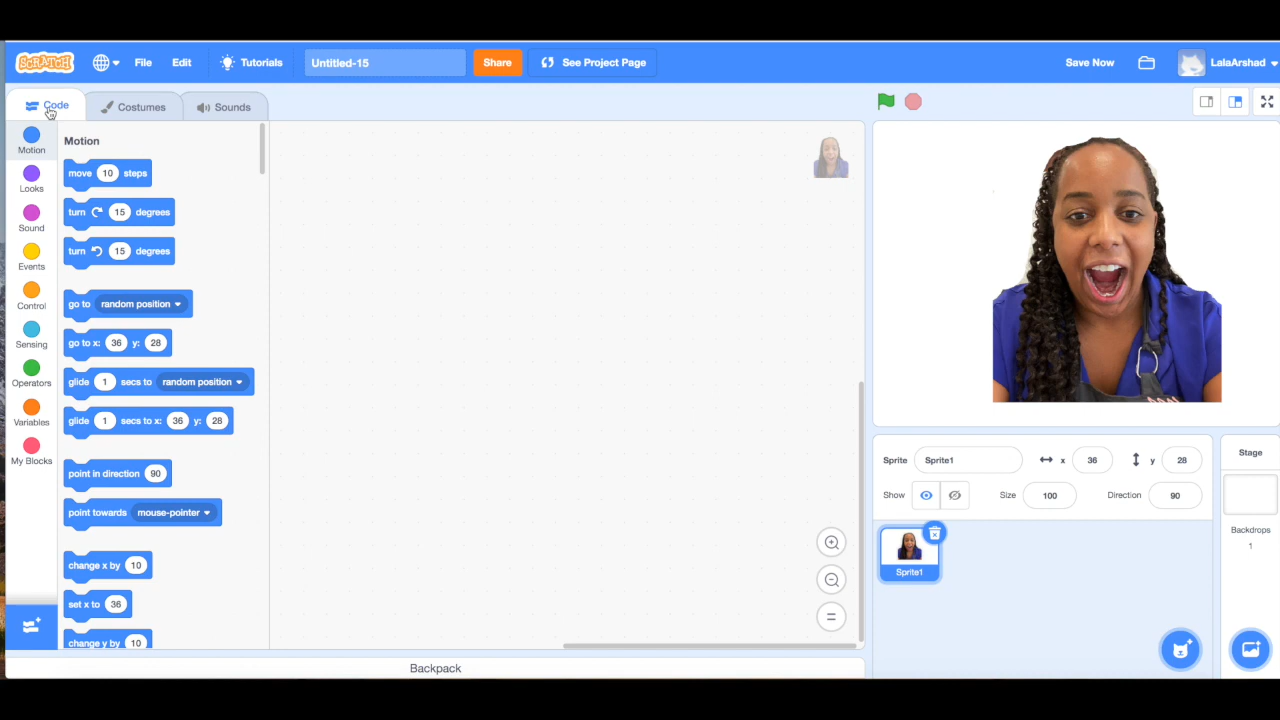 SCRATCH File Edit Tutorials Untitled-15 Share See Project Page Save Now LalaArshad
Code Costumes Sounds
Motion
Looks
Sound
Events
Control
Sensing
Operators
Variables
My Blocks
Motion
move 10 steps
turn 15 degrees
turn 15 degrees
go to random position
go to x: 36 y: 28
glide 1 secs to random position
glide 1 secs to x: 36 y: 28
point in direction 90
point towards mouse-pointer
change x by 10
set x to 36
change y by 10
Backpack
Sprite Sprite1 x 36 y 28
Show Size 100 Direction 90
Sprite1
Stage
Backdrops
1